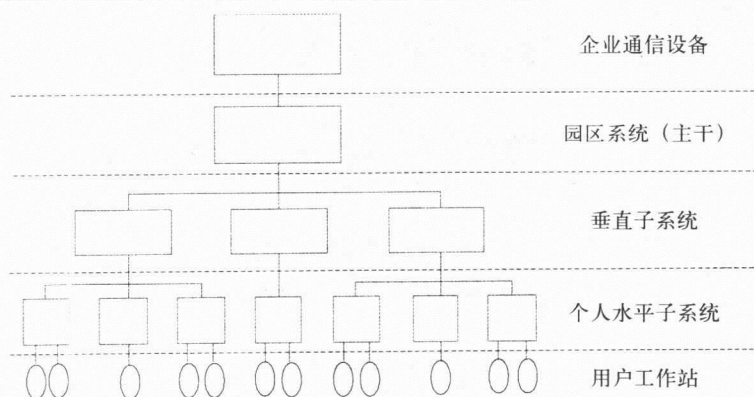 企业通信设备
园区系统（主干）
垂直子系统
个人水平子系统
用户工作站